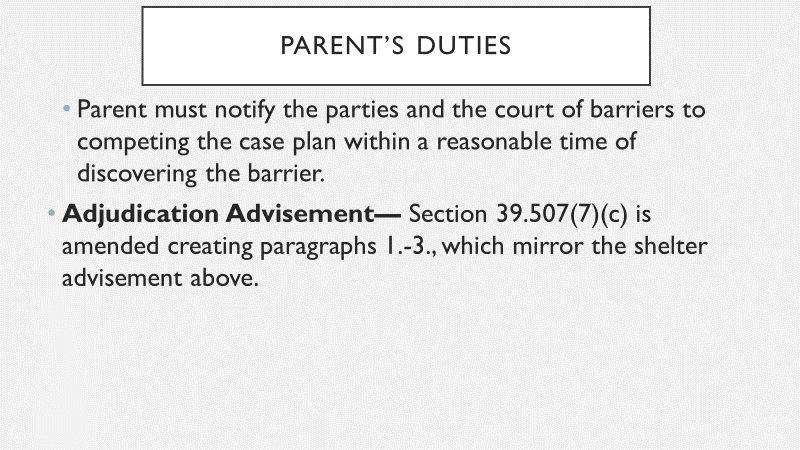 PARENT’S DUTIES
• Parent must notify the parties and the court of barriers to
competing the case plan within a reasonable time of
discovering the barrier.
• Adjudication Advisement— Section 39.507(7)(c) is
amended creating paragraphs 1.-3., which mirror the shelter
advisement above.